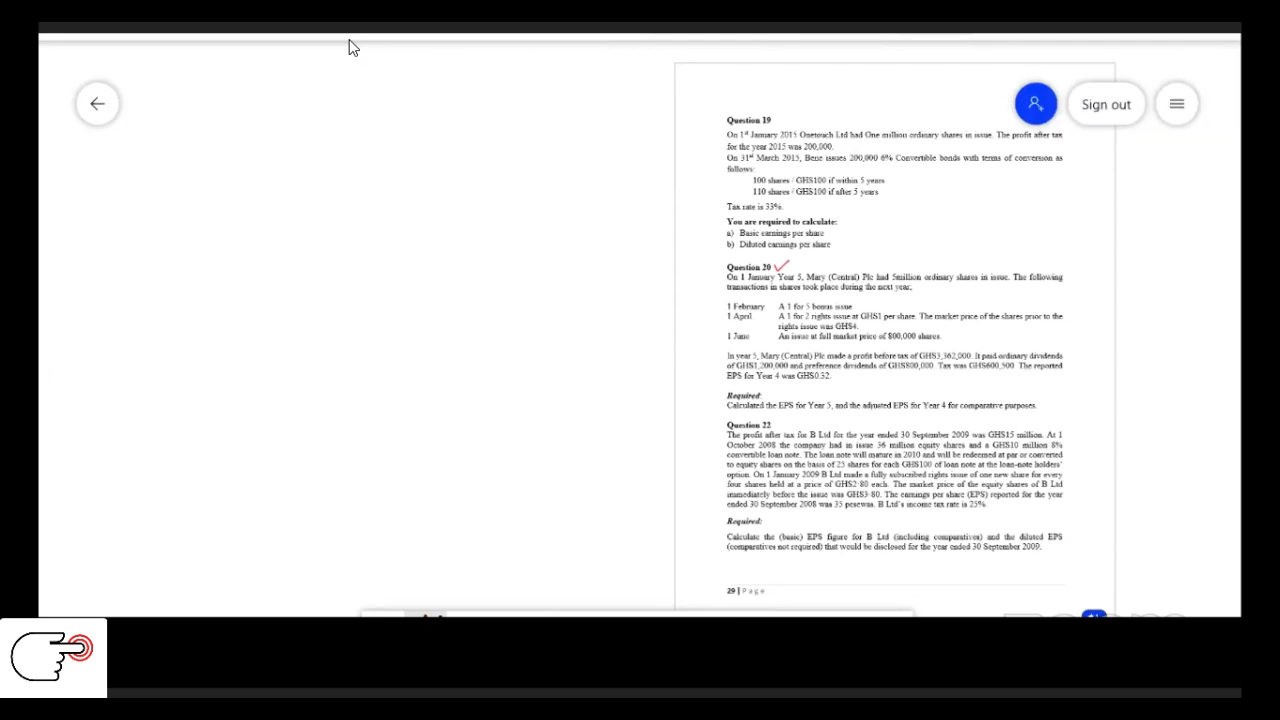 Sign out
Question 19
On 1st January 2015 Onetouch Ltd had One million ordinary shares in issue. The profit after tax
for the year 2015 was 200,000.
On 31st March 2015, Bene issues 200,000 6% Convertible bonds with terms of conversion as
follows:
100 shares / GHS100 if within 5 years
110 shares / GHS100 if after 5 years
Tax rate is 33%.
You are required to calculate:
a) Basic earnings per share
b) Diluted earnings per share
Question 20
On 1 January Year 5, Mary (Central) Plc had 5million ordinary shares in issue. The following
transactions in shares took place during the next year;
1 February A 1 for 5 bonus issue
1 April A 1 for 2 rights issue at GHS1 per share. The market price of the shares prior to the
rights issue was GHS4.
1 June An issue at full market price of 800,000 shares.
In year 5, Mary (Central) Plc made a profit before tax of GHS3,362,000. It paid ordinary dividends
of GHS1,200,000 and preference dividends of GHS800,000. Tax was GHS600,500. The reported
EPS for Year 4 was GHS0.32.
Required:
Calculated the EPS for Year 5, and the adjusted EPS for Year 4 for comparative purposes.
Question 22
The profit after tax for B Ltd for the year ended 30 September 2009 was GHS15 million. At 1
October 2008 the company had in issue 36 million equity shares and a GHS10 million 8%
convertible loan note. The loan note will mature in 2010 and will be redeemed at par or converted
to equity shares on the basis of 25 shares for each GHS100 of loan note at the loan-note holders'
option. On 1 January 2009 B Ltd made a fully subscribed rights issue of one new share for every
four shares held at a price of GHS2·80 each. The market price of the equity shares of B Ltd
immediately before the issue was GHS3·80. The earnings per share (EPS) reported for the year
ended 30 September 2008 was 35 pesewas. B Ltd's income tax rate is 25%.
Required:
Calculate the (basic) EPS figure for B Ltd (including comparatives) and the diluted EPS
(comparatives not required) that would be disclosed for the year ended 30 September 2009.
29 | Page